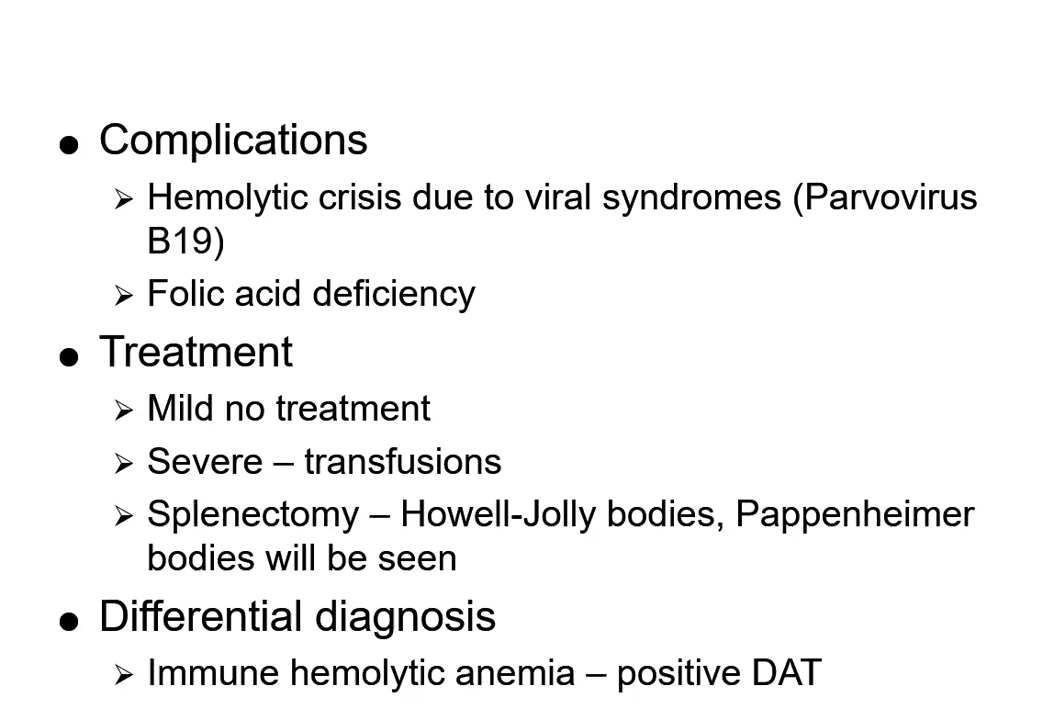 ● Complications
➢ Hemolytic crisis due to viral syndromes (Parvovirus
B19)
➢ Folic acid deficiency
● Treatment
➢ Mild no treatment
➢ Severe – transfusions
➢ Splenectomy – Howell-Jolly bodies, Pappenheimer
bodies will be seen
● Differential diagnosis
➢ Immune hemolytic anemia – positive DAT